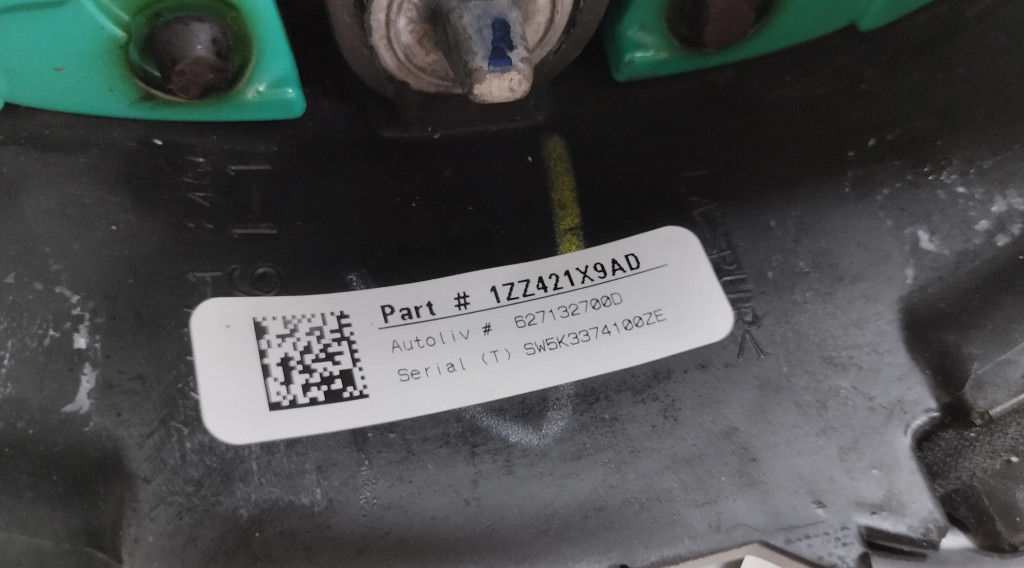 Part # 1ZZ421X9AD
Autoliv # 627132700D
Serial (T) SW5K3374100ZE